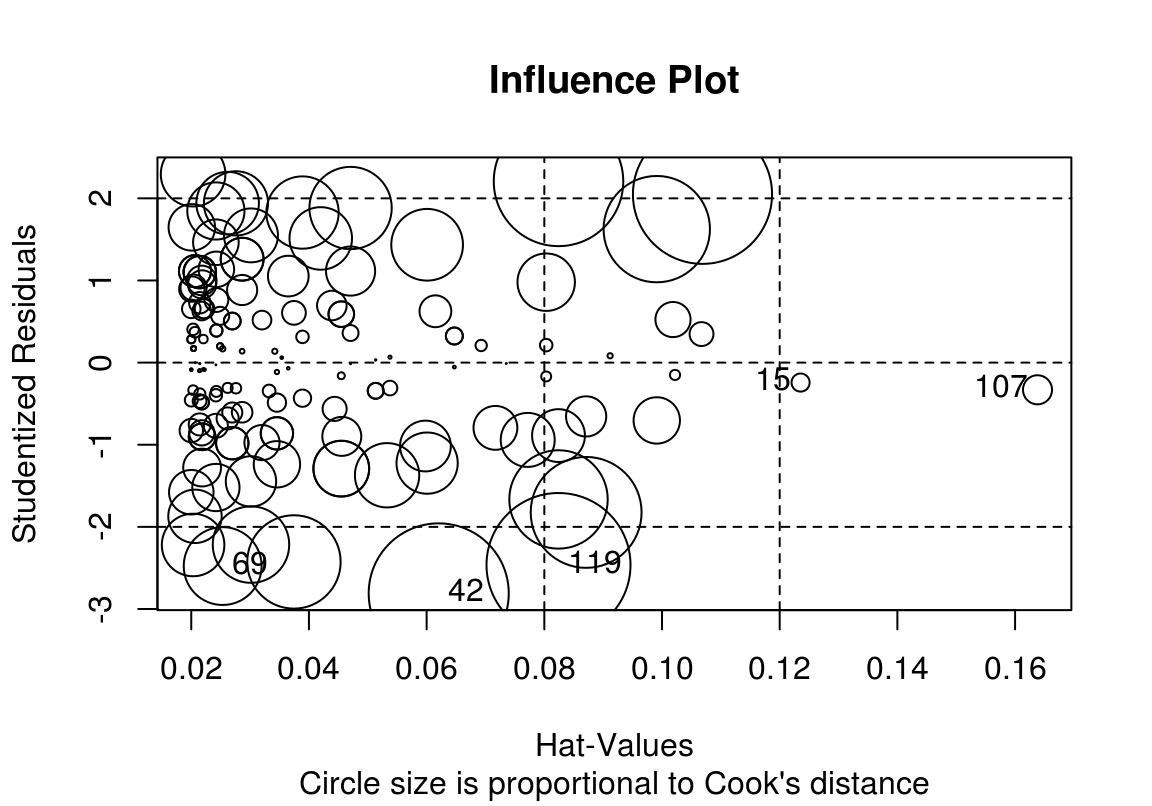 Influence Plot
Studentized Residuals
2
1
0
-1
-2
-3
15
107
69
42
119
0.02 0.04 0.06 0.08 0.10 0.12 0.14 0.16
Hat-Values
Circle size is proportional to Cook's distance